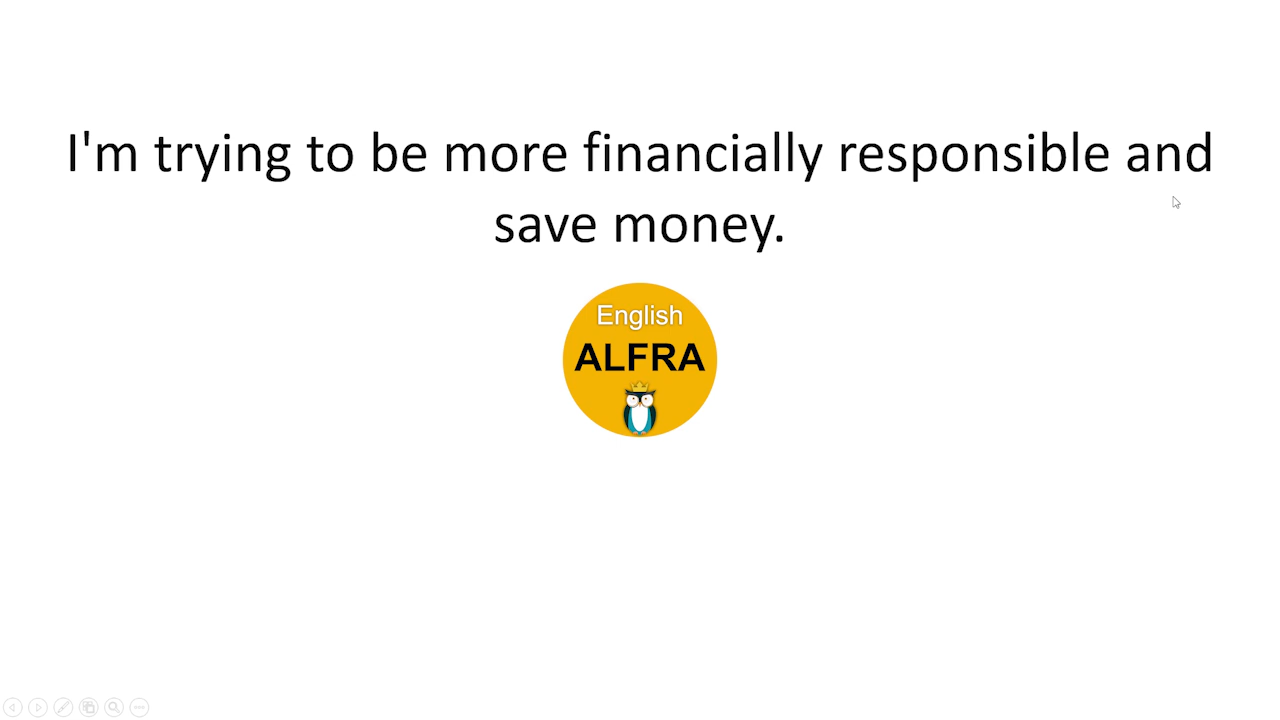 I'm trying to be more financially responsible and
save money.
English
ALFRA